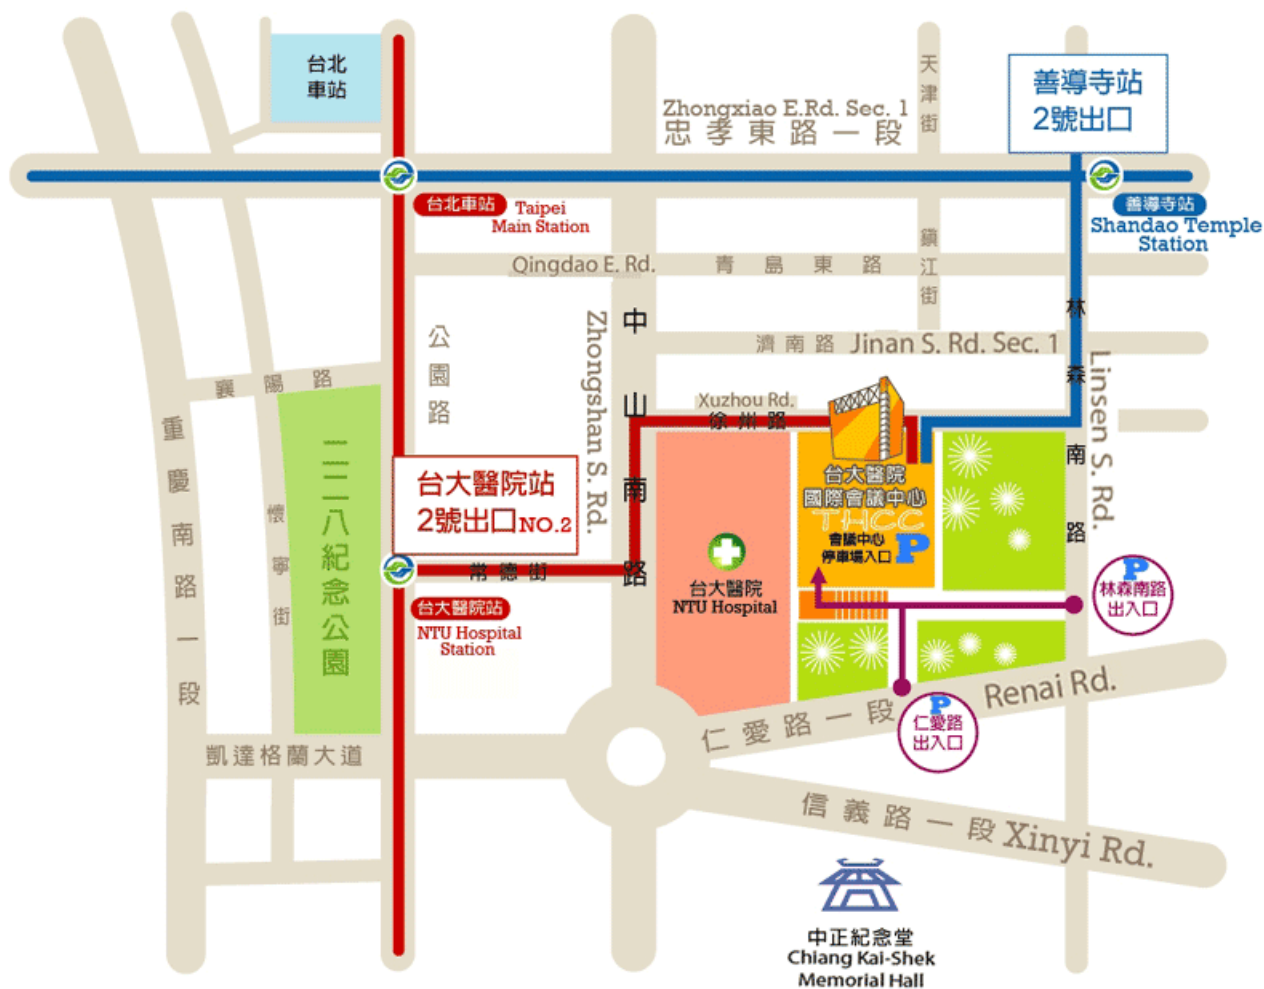 台北
車站
天津街
善導寺站
2號出口
Zhongxiao E.Rd. Sec. 1
忠孝東路一段
台北車站
Taipei
Main Station
善導寺站
Shandao Temple
Station
Qingdao E. Rd.
青島東路
鎮江街
公園路
Zhongshan S. Rd.
中山南路
濟南路 Jinan S. Rd. Sec. 1
林森南路
Linsen S. Rd.
襄陽路
Xuzhou Rd.
徐州路
重慶南路一段
懷寧街
二二八紀念公園
台大醫院站
2號出口NO.2
常德街
台大醫院站
NTU Hospital
Station
台大醫院
NTU Hospital
台大醫院
國際會議中心
THCC
會議中心
停車場入口 P
P
林森南路
出入口
P
仁愛路
出入口
仁愛路一段 Renai Rd.
凱達格蘭大道
信義路一段 Xinyi Rd.
中正紀念堂
Chiang Kai-Shek
Memorial Hall